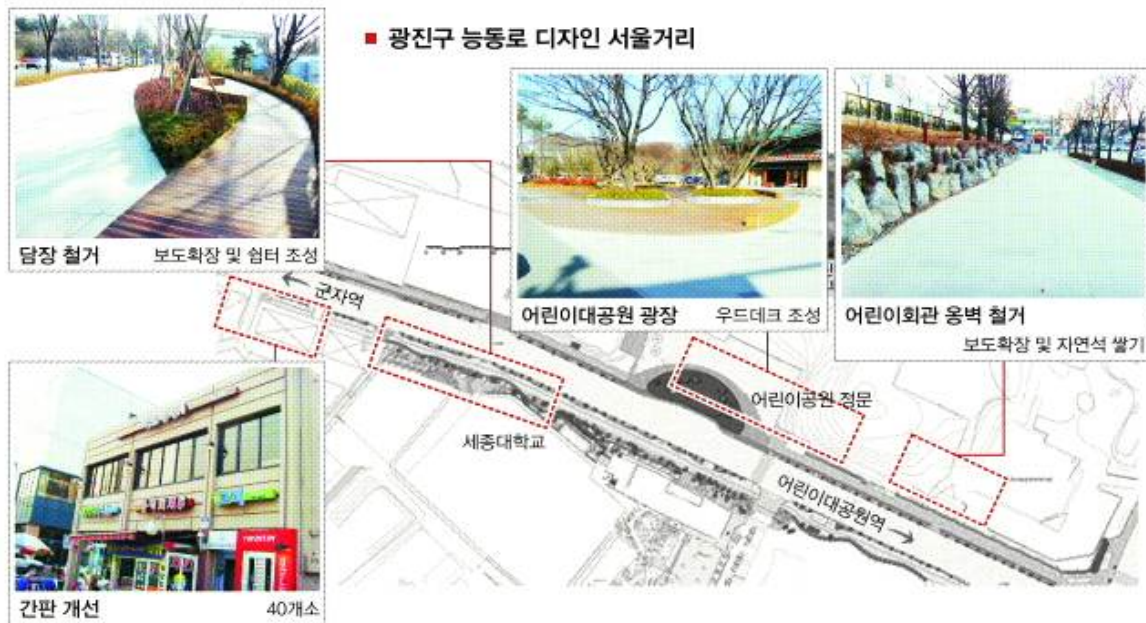 ■ 광진구 능동로 디자인 서울거리
담장 철거 보도확장 및 쉼터 조성
어린이대공원 광장 우드데크 조성
어린이회관 옹벽 철거
보도확장 및 자연석 쌓기
← 군자역
어린이공원 정문
세종대학교
어린이대공원역 →
간판 개선 40개소